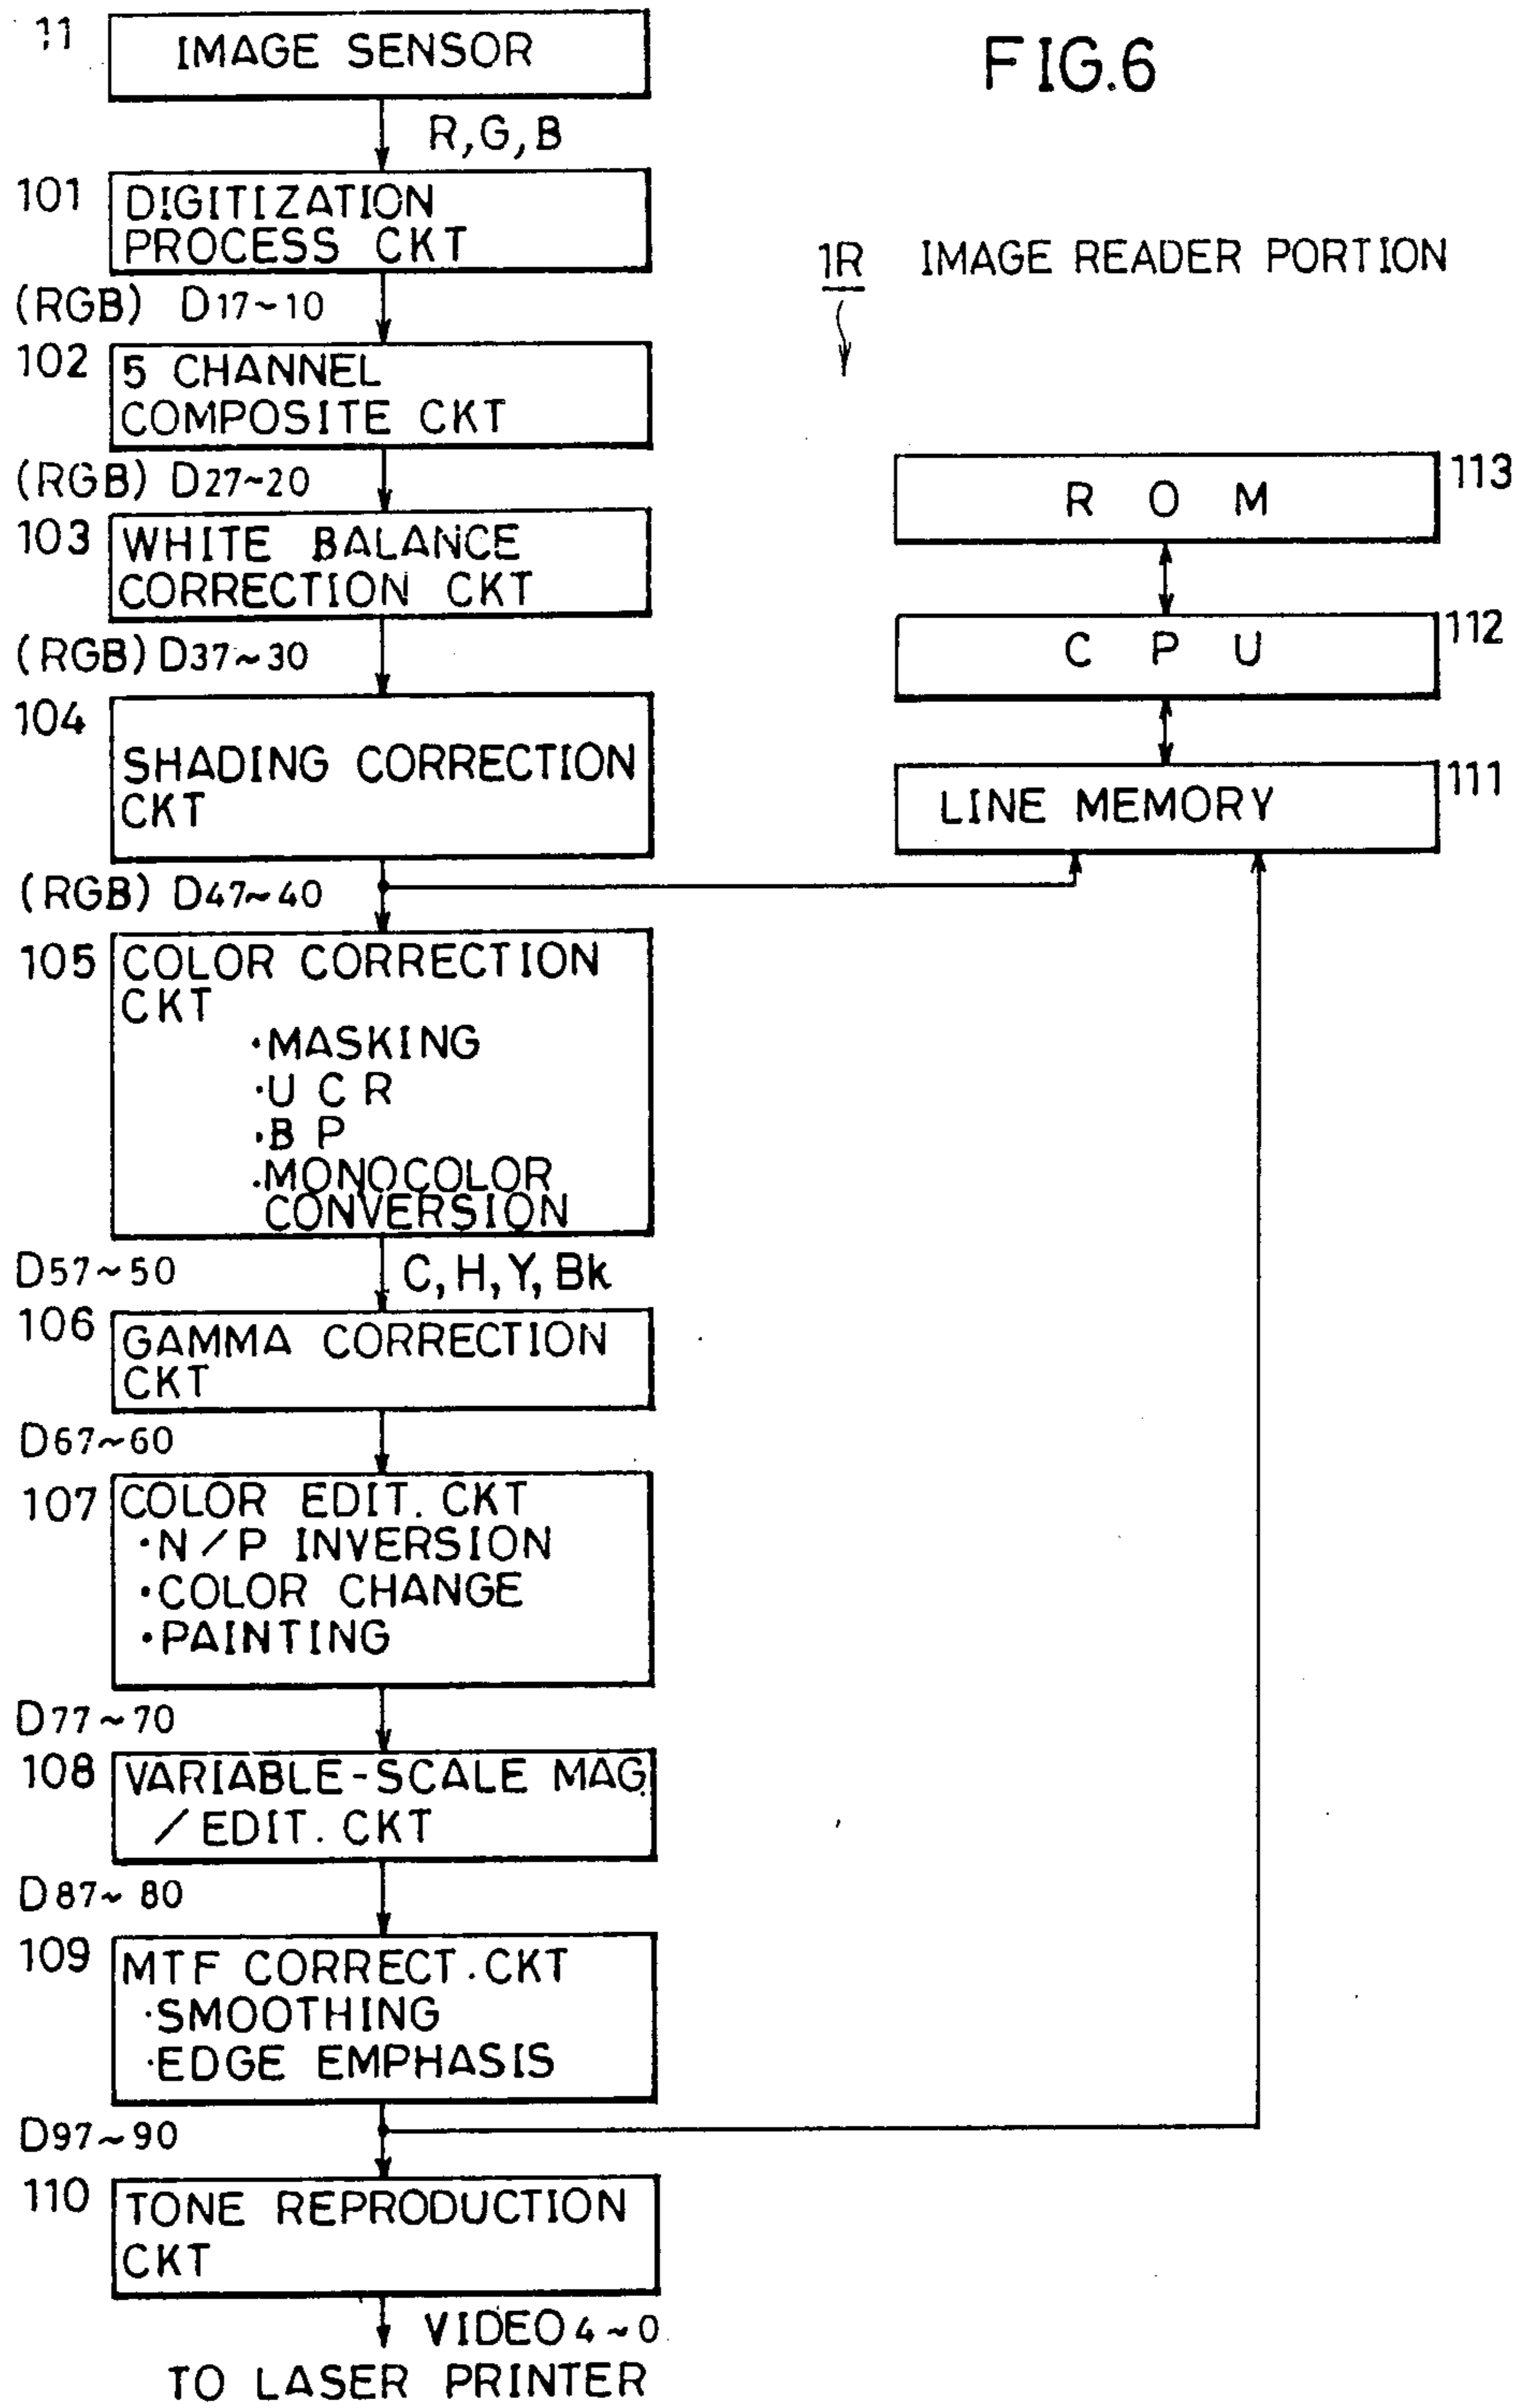 FIG.6
11
IMAGE SENSOR
R,G,B
101
DIGITIZATION
PROCESS CKT
1R IMAGE READER PORTION
(RGB) D17~10
102
5 CHANNEL
COMPOSITE CKT
(RGB) D27~20
103
WHITE BALANCE
CORRECTION CKT
(RGB) D37~30
104
SHADING CORRECTION
CKT
ROM
113
CPU
112
LINE MEMORY
111
(RGB) D47~40
105
COLOR CORRECTION
CKT
·MASKING
·UCR
·BP
·MONOCOLOR
CONVERSION
D57~50
C, H, Y, Bk
106
GAMMA CORRECTION
CKT
D67~60
107
COLOR EDIT. CKT
·N/P INVERSION
·COLOR CHANGE
·PAINTING
D77~70
108
VARIABLE-SCALE MAG.
/EDIT. CKT
D87~80
109
MTF CORRECT. CKT
·SMOOTHING
·EDGE EMPHASIS
D97~90
110
TONE REPRODUCTION
CKT
VIDEO4~0
TO LASER PRINTER